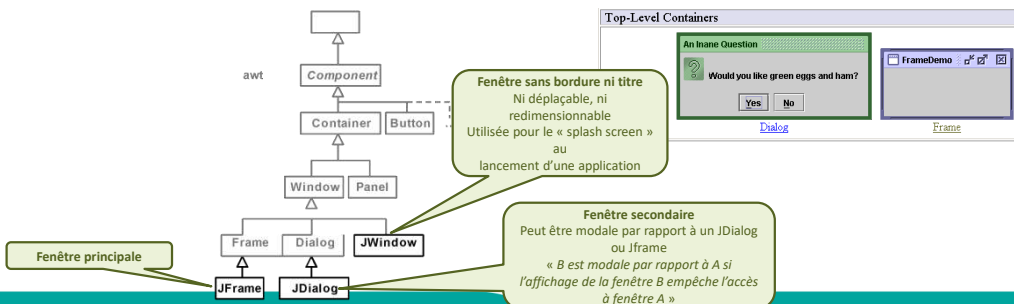 Top-Level Containers
An Inane Question
Would you like green eggs and ham?
Yes No
Dialog
FrameDemo
Frame
awt
Component
Container
Button
Window
Panel
Frame
Dialog
JWindow
JFrame
JDialog
Fenêtre sans bordure ni titre
Ni déplaçable, ni
redimensionnable
Utilisée pour le « splash screen »
au
lancement d’une application
Fenêtre principale
Fenêtre secondaire
Peut être modale par rapport à un JDialog
ou Jframe
« B est modale par rapport à A si
l’affichage de la fenêtre B empêche l’accès
à fenêtre A »